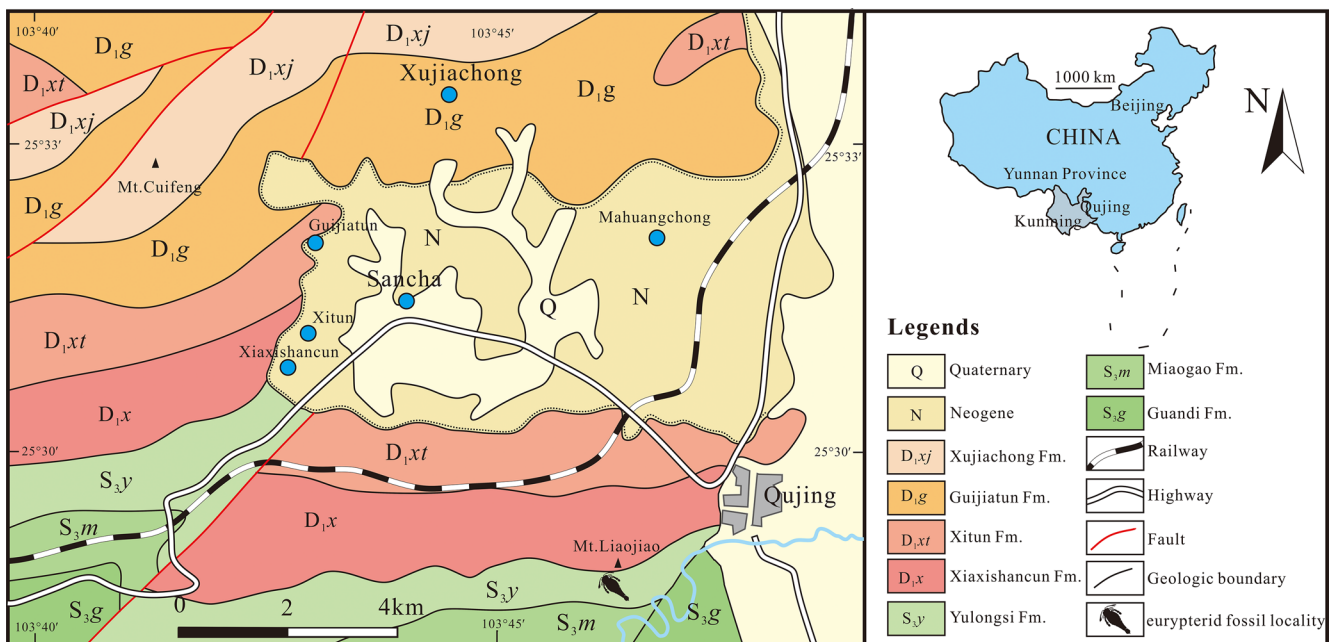 103°40′
103°45′
D₁g
D₁xj
D₁xj
D₁xt
Xujiachong
D₁g
D₁g
D₁xt
D₁xj
25°33′
25°33′
Mt.Cuifeng
D₁g
D₁g
Guijiatun
N
Mahuangchong
Sancha
N
Q
Xitun
Xiaxishancun
D₁xt
D₁x
25°30′
25°30′
D₁xt
S₃y
Qujing
D₁x
S₃m
Mt.Liaojiao
S₃y
S₃g
S₃m
S₃g
0 2 4km
103°40′
103°45′
1000 km
N
Beijing
CHINA
Yunnan Province
Qujing
Kunming
Legends
Q Quaternary
N Neogene
D₁xj Xujiachong Fm.
D₁g Guijiatun Fm.
D₁xt Xitun Fm.
D₁x Xiaxishancun Fm.
S₃y Yulongsi Fm.
S₃m Miaogao Fm.
S₃g Guandi Fm.
Railway
Highway
Fault
Geologic boundary
eurypterid fossil locality